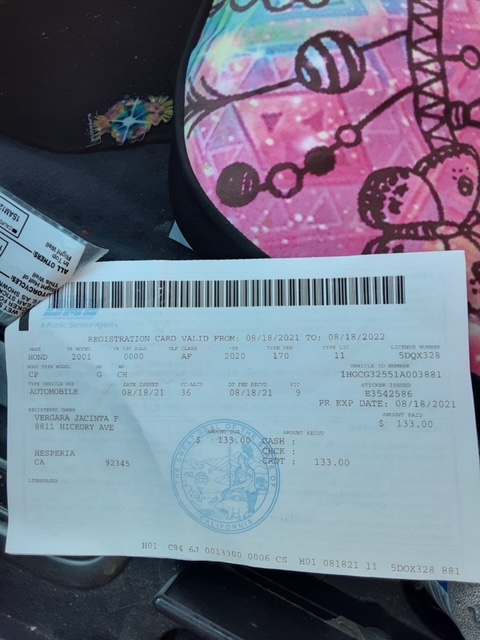 A Public Service Agency
REGISTRATION CARD VALID FROM: 08/18/2021 TO: 08/18/2022
MAKE YR MODEL YR 1ST SOLD VLF CLASS *YR TYPE VEH TYPE LIC LICENSE NUMBER
HOND 2001 0000 AF 2020 170 11 5DQX328
BODY TYPE MODEL MP MO VEHICLE ID NUMBER
CP G CH 1HGCG32551A003881
TYPE VEHICLE USE DATE ISSUED CC/ALCO DT FEE RECVD PIC STICKER ISSUED
AUTOMOBILE 08/18/21 36 08/18/21 9 E3542586
PR EXP DATE: 08/18/2021
REGISTERED OWNER AMOUNT PAID
VERGARA JACINTA P $ 133.00
8811 HICKORY AVE
AMOUNT DUE AMOUNT RECVD
$ 133.00 CASH :
CHCK :
HESPERIA CRDT : 133.00
CA 92345
LIENHOLDER
CALIFORNIA
H01 C94 6J 0013300 0006 CS H01 081821 11 5DQX328 881
ALL OTHERS:
In Top
Right Well